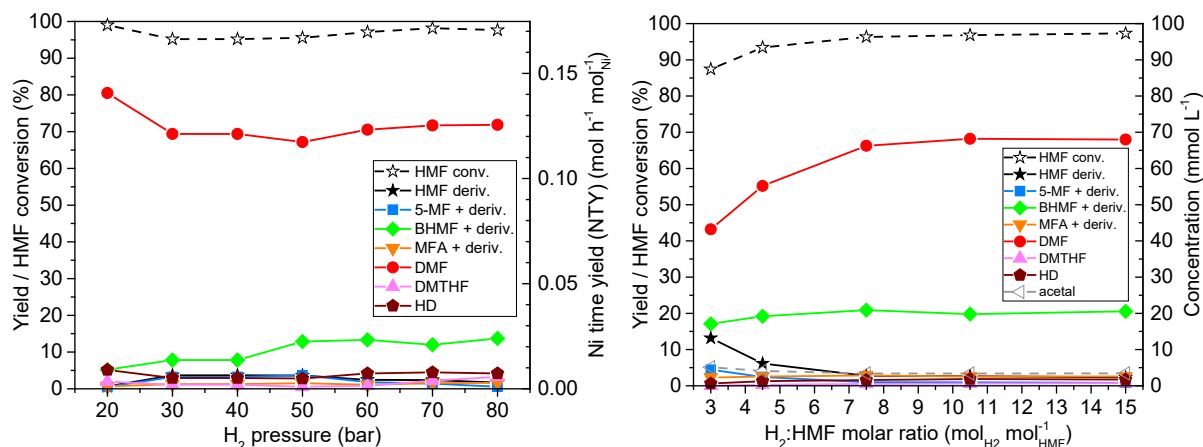 Yield / HMF conversion (%)
100
90
80
70
60
50
40
30
20
10
0
20 30 40 50 60 70 80
H₂ pressure (bar)
0.15
0.10
0.05
0.00
Ni time yield (NTY) (mol h⁻¹ mol⁻¹Ni)
HMF conv.
HMF deriv.
5-MF + deriv.
BHMF + deriv.
MFA + deriv.
DMF
DMTHF
HD
Yield / HMF conversion (%)
100
90
80
70
60
50
40
30
20
10
0
3 4 5 6 7 8 9 10 11 12 13 14 15
H₂:HMF molar ratio (molH2 mol⁻¹HMF)
100
90
80
70
60
50
40
30
20
10
0
Concentration (mmol L⁻¹)
HMF conv.
HMF deriv.
5-MF + deriv.
BHMF + deriv.
MFA + deriv.
DMF
DMTHF
HD
acetal